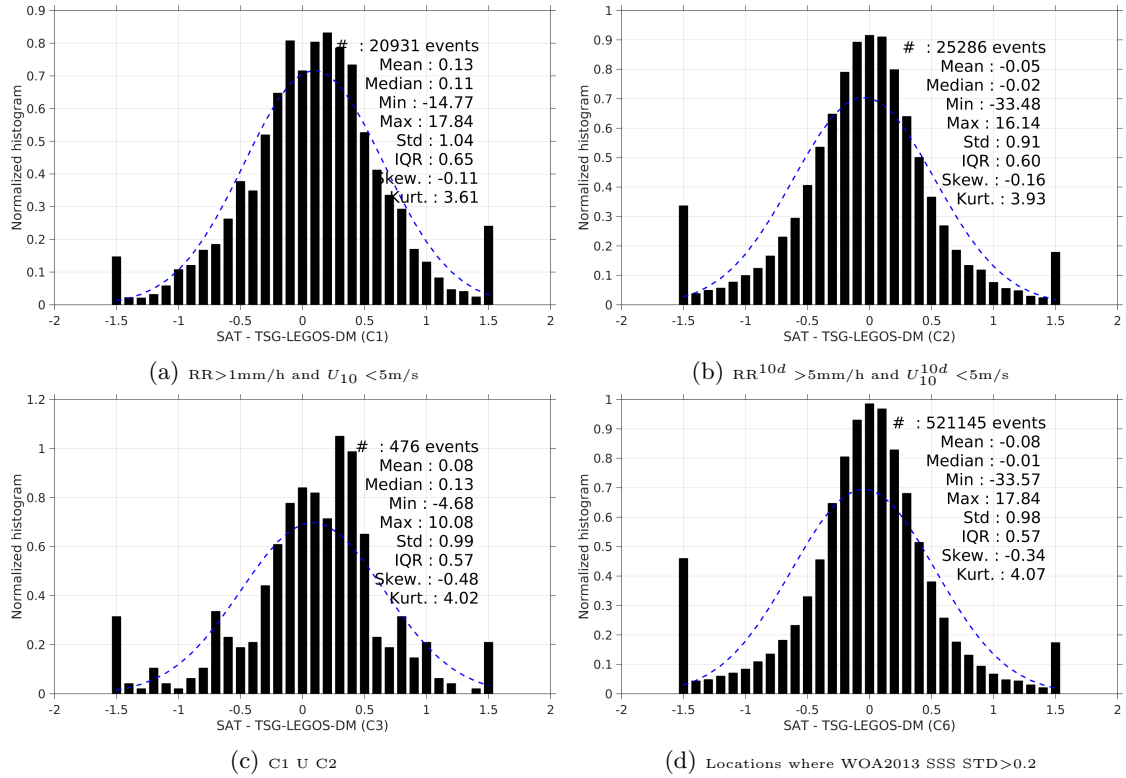 0.9
0.8
0.7
0.6
0.5
0.4
0.3
0.2
0.1
0
Normalized histogram
# : 20931 events
Mean : 0.13
Median : 0.11
Min : -14.77
Max : 17.84
Std : 1.04
IQR : 0.65
Skew. : -0.11
Kurt. : 3.61
-2 -1.5 -1 -0.5 0 0.5 1 1.5 2
SAT - TSG-LEGOS-DM (C1)
(a) RR>1mm/h and U10 <5m/s
1
0.9
0.8
0.7
0.6
0.5
0.4
0.3
0.2
0.1
0
Normalized histogram
# : 25286 events
Mean : -0.05
Median : -0.02
Min : -33.48
Max : 16.14
Std : 0.91
IQR : 0.60
Skew. : -0.16
Kurt. : 3.93
-2 -1.5 -1 -0.5 0 0.5 1 1.5 2
SAT - TSG-LEGOS-DM (C2)
(b) RR10d >5mm/h and U10d10 <5m/s
1.2
1
0.8
0.6
0.4
0.2
0
Normalized histogram
# : 476 events
Mean : 0.08
Median : 0.13
Min : -4.68
Max : 10.08
Std : 0.99
IQR : 0.57
Skew. : -0.48
Kurt. : 4.02
-2 -1.5 -1 -0.5 0 0.5 1 1.5 2
SAT - TSG-LEGOS-DM (C3)
(c) C1 U C2
1
0.9
0.8
0.7
0.6
0.5
0.4
0.3
0.2
0.1
0
Normalized histogram
# : 521145 events
Mean : -0.08
Median : -0.01
Min : -33.57
Max : 17.84
Std : 0.98
IQR : 0.57
Skew. : -0.34
Kurt. : 4.07
-2 -1.5 -1 -0.5 0 0.5 1 1.5 2
SAT - TSG-LEGOS-DM (C6)
(d) Locations where WOA2013 SSS STD>0.2